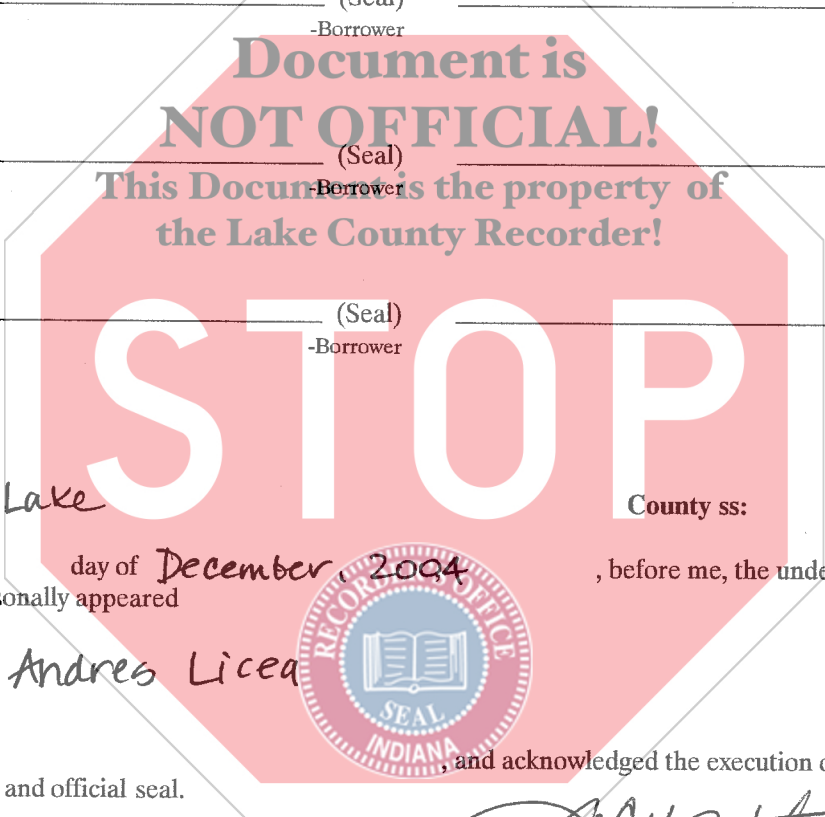 (Seal)
-Borrower
Document is
NOT OFFICIAL!
(Seal)
This Document is the property of
-Borrower
the Lake County Recorder!
(Seal)
-Borrower
STOP
Lake County ss:
day of December, 2004 , before me, the unde
sonally appeared
Andres Licea
RECORDER'S OFFICE
SEAL
INDIANA
, and acknowledged the execution o
and official seal.